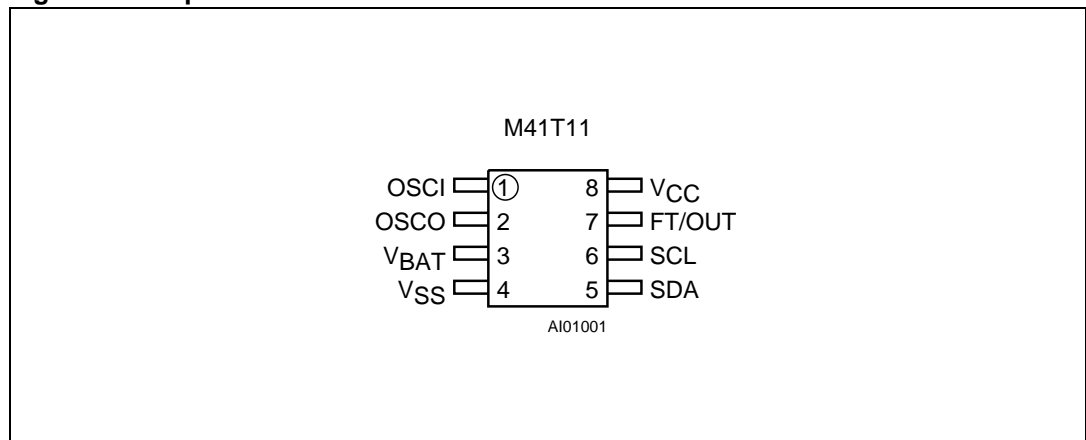 M41T11
OSCI 1 8 VCC
OSCO 2 7 FT/OUT
VBAT 3 6 SCL
VSS 4 5 SDA
AI01001